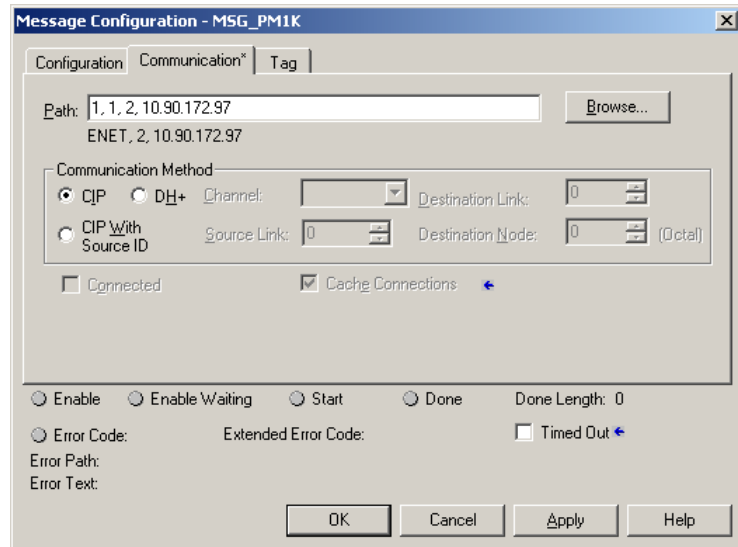 Message Configuration - MSG_PM1K
Configuration Communication* Tag
Path: 1, 1, 2, 10.90.172.97 Browse...
ENET, 2, 10.90.172.97
Communication Method
CIP DH+ Channel: Destination Link: 0
CIP With Source ID Source Link: 0 Destination Node: 0 (Octal)
Connected Cache Connections
Enable Enable Waiting Start Done Done Length: 0
Error Code: Extended Error Code: Timed Out
Error Path:
Error Text:
OK Cancel Apply Help